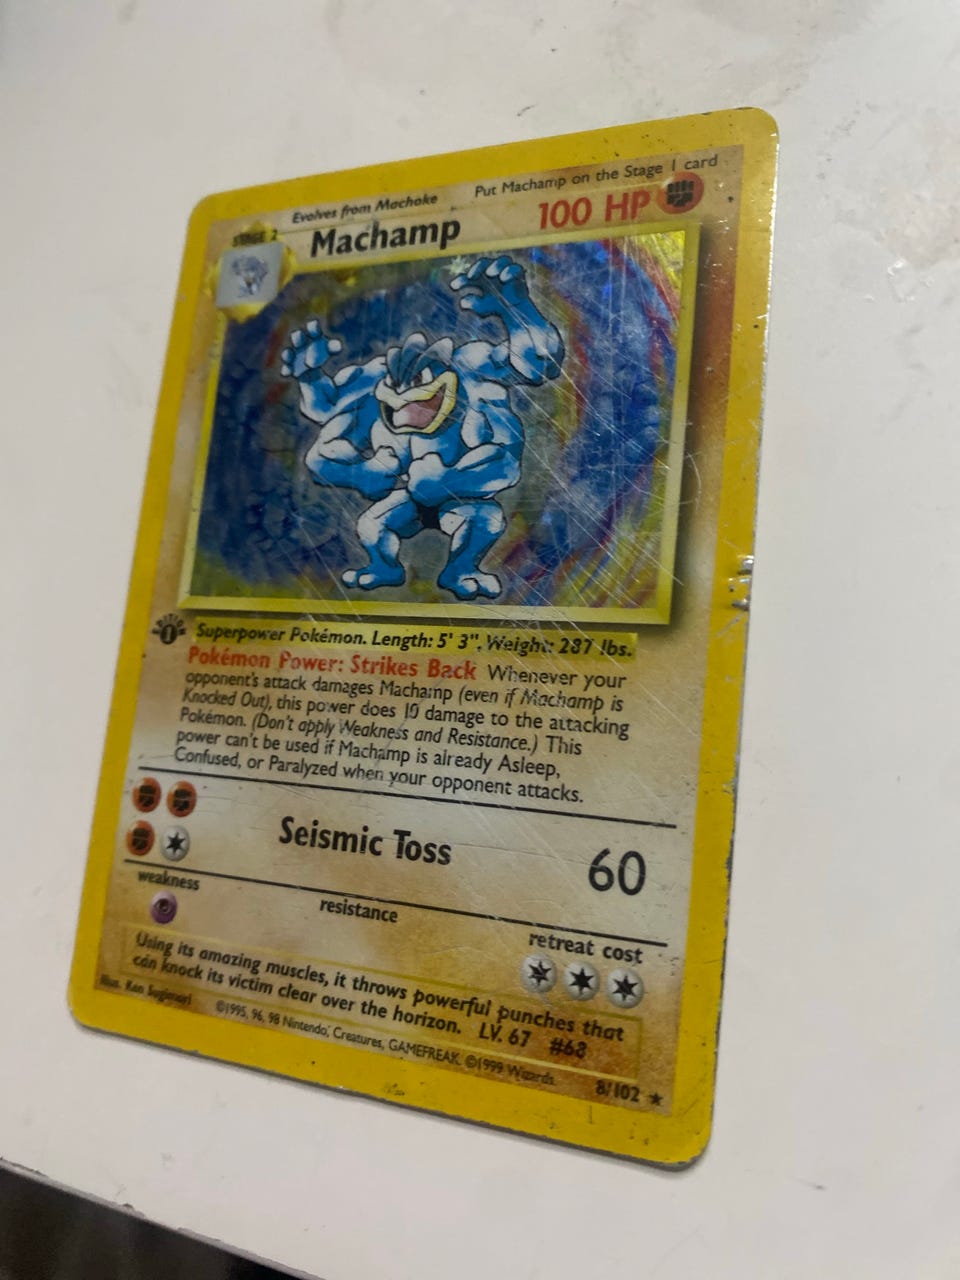 Evolves from Machoke
Put Machamp on the Stage 1 card
STAGE 2
Machamp
100 HP
EDITION
1
Superpower Pokémon. Length: 5' 3", Weight: 287 lbs.
Pokémon Power: Strikes Back Whenever your
opponent's attack damages Machamp (even if Machamp is
Knocked Out), this power does 10 damage to the attacking
Pokémon. (Don't apply Weakness and Resistance.) This
power can't be used if Machamp is already Asleep,
Confused, or Paralyzed when your opponent attacks.
Seismic Toss
60
weakness
resistance
retreat cost
Using its amazing muscles, it throws powerful punches that
can knock its victim clear over the horizon. LV. 67 #68
Illus. Ken Sugimori
©1995, 96, 98 Nintendo, Creatures, GAMEFREAK. ©1999 Wizards.
8/102 ★